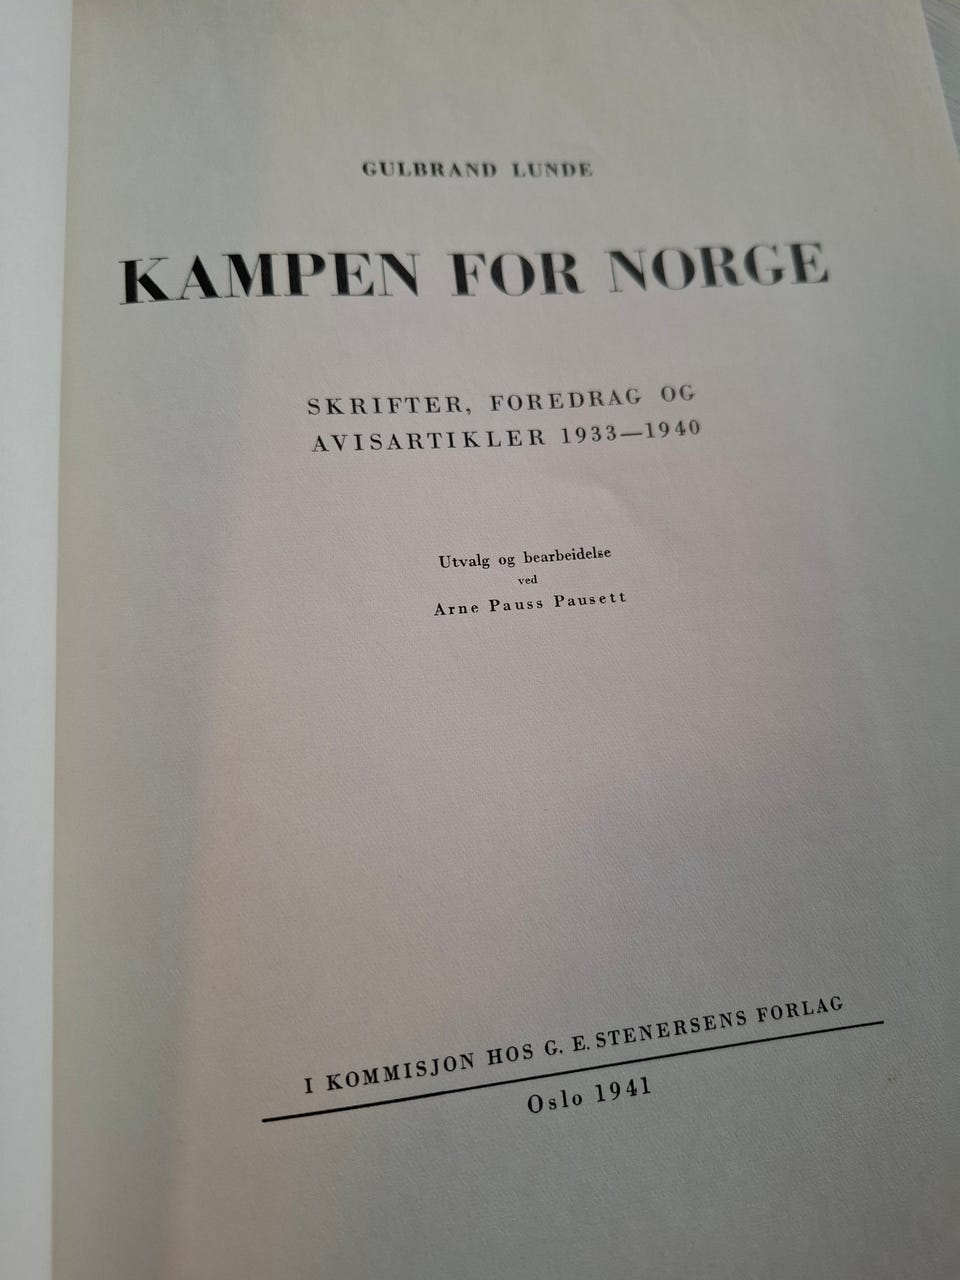 GULBRAND LUNDE
KAMPEN FOR NORGE
SKRIFTER, FOREDRAG OG
AVISARTIKLER 1933—1940
Utvalg og bearbeidelse
ved
Arne Pauss Pausett
I KOMMISJON HOS G. E. STENERSENS FORLAG
Oslo 1941